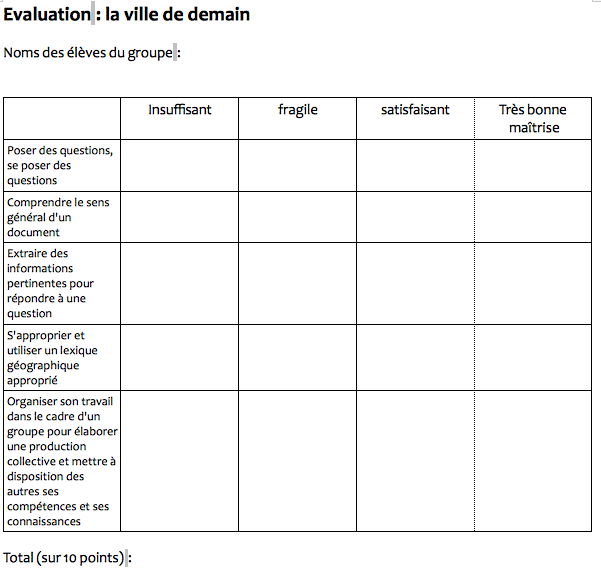 Evaluation : la ville de demain
Noms des élèves du groupe :
Insuffisant fragile satisfaisant Très bonne
maîtrise
Poser des questions,
se poser des
questions
Comprendre le sens
général d'un
document
Extraire des
informations
pertinentes pour
répondre à une
question
S'approprier et
utiliser un lexique
géographique
approprié
Organiser son travail
dans le cadre d'un
groupe pour élaborer
une production
collective et mettre à
disposition des
autres ses
compétences et ses
connaissances
Total (sur 10 points) :